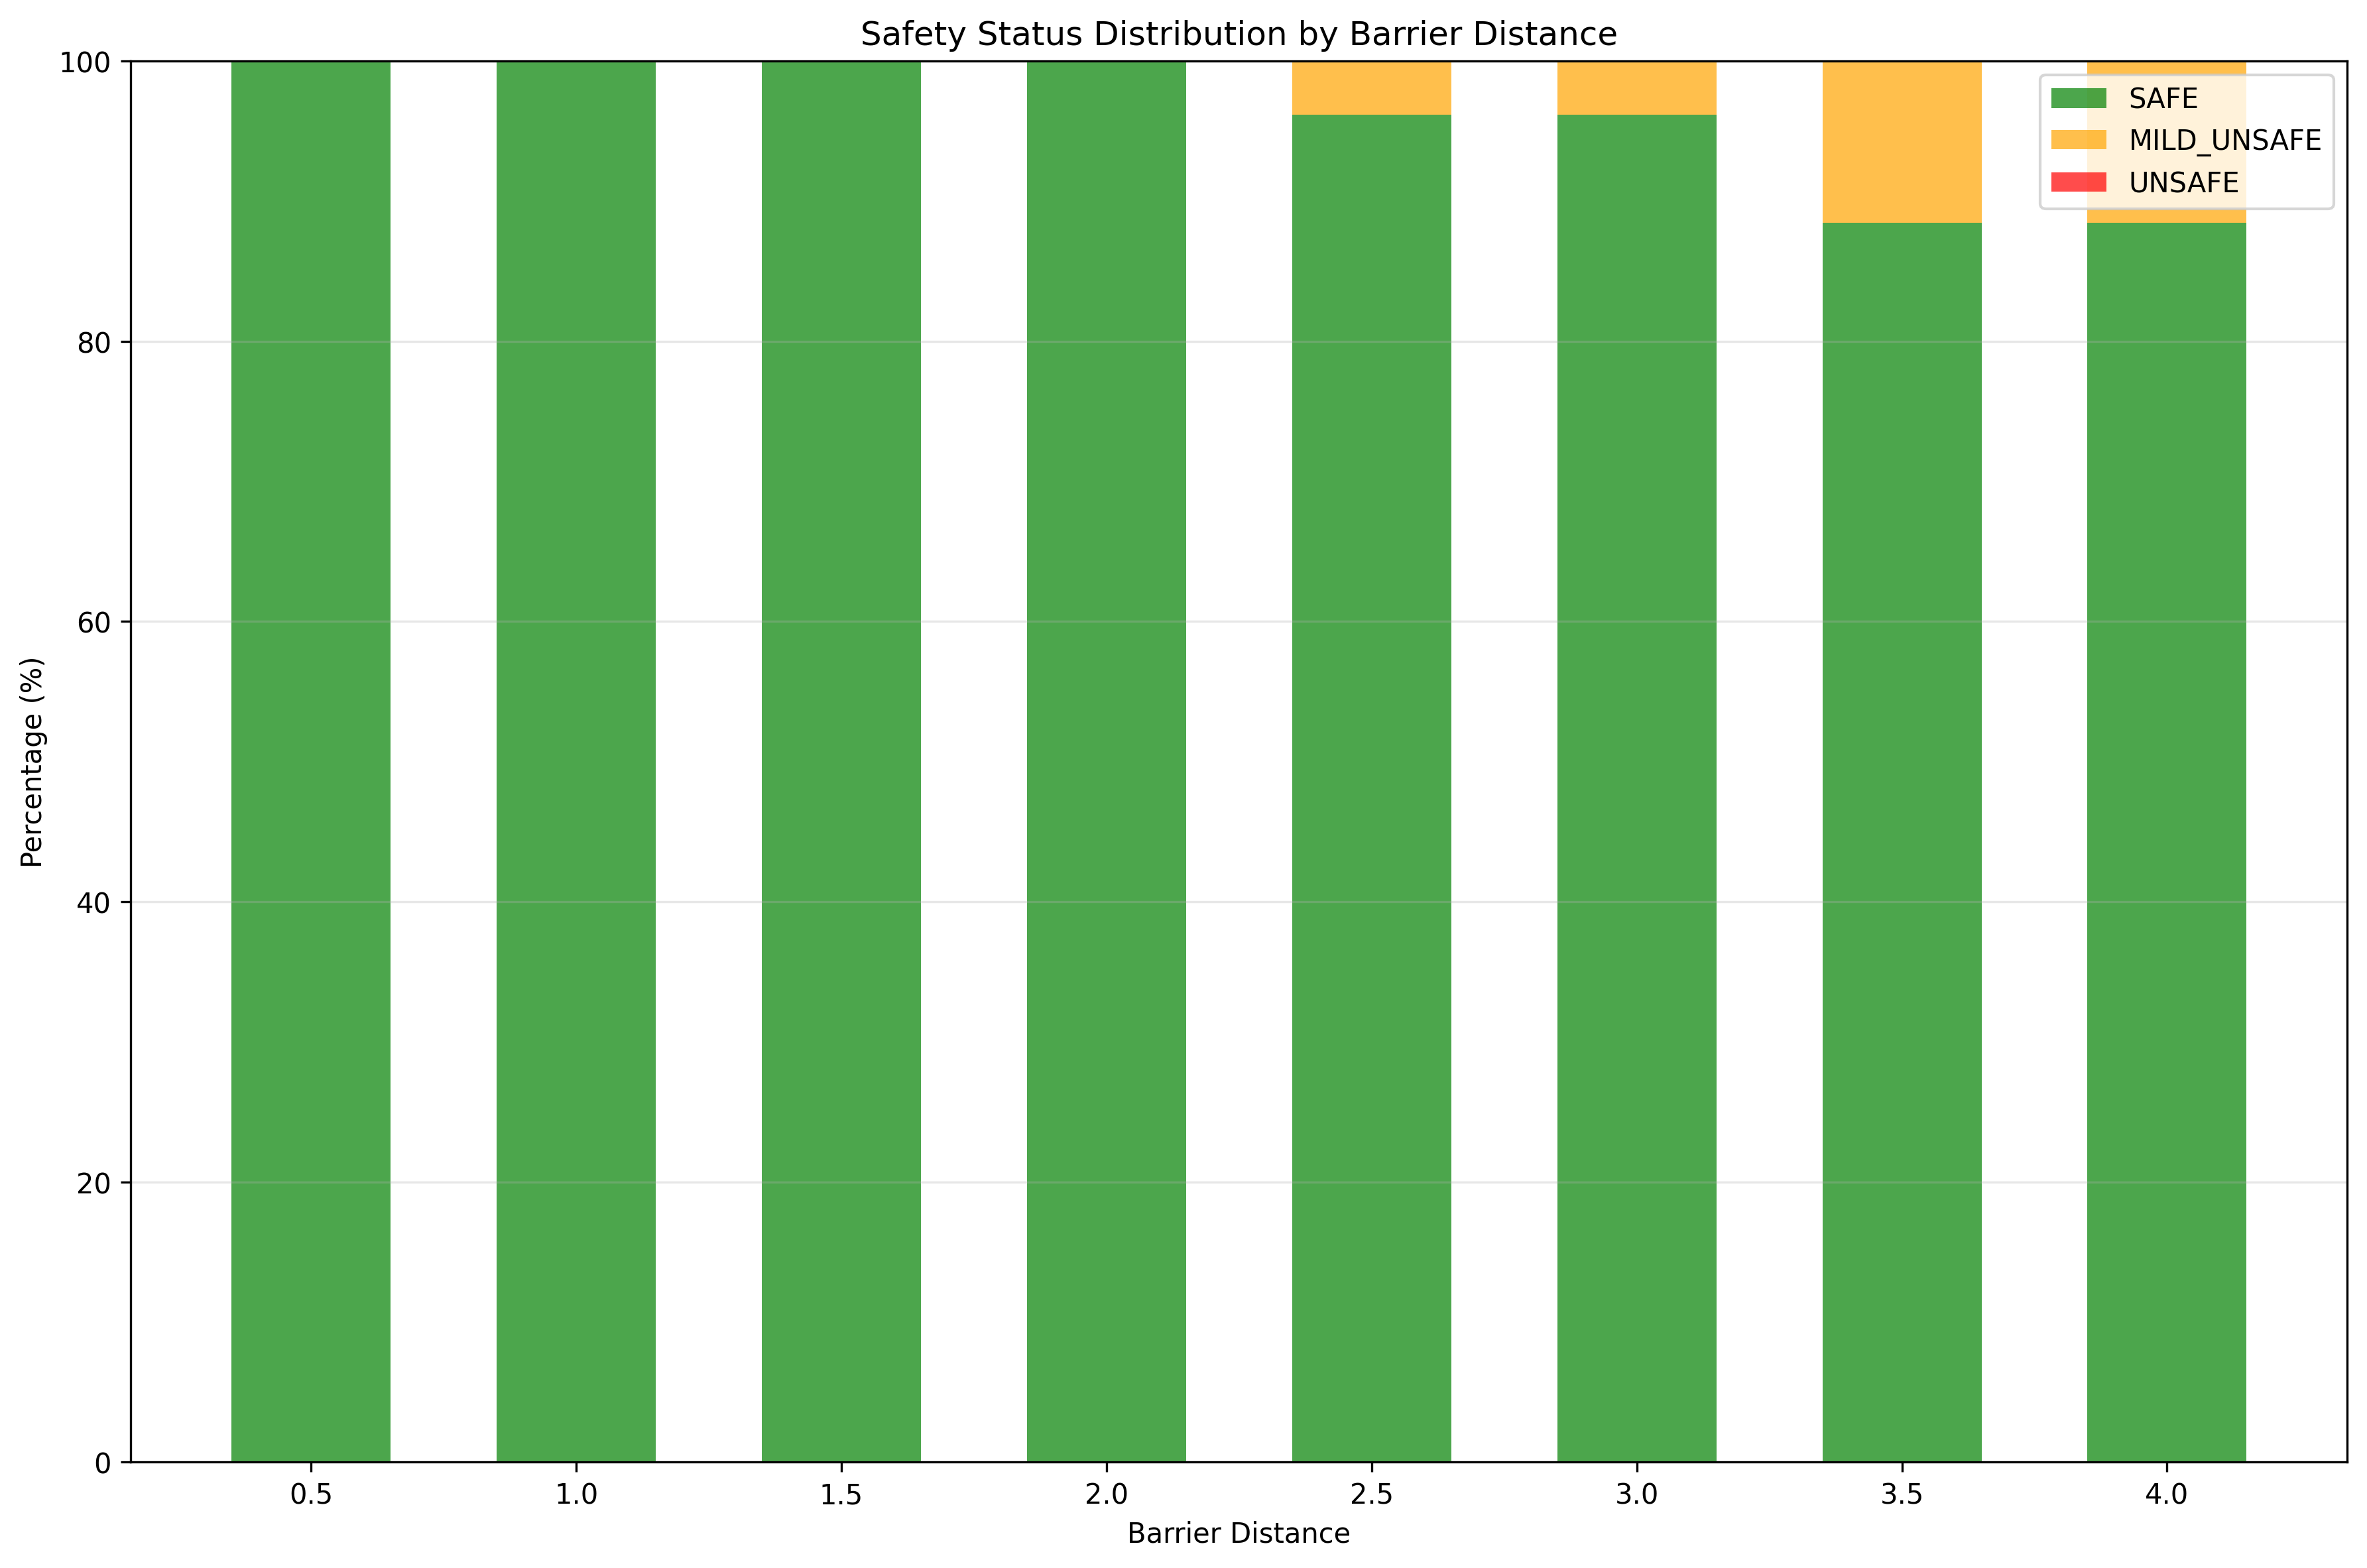 Safety Status Distribution by Barrier Distance
100
80
60
40
20
0
Percentage (%)
SAFE
MILD_UNSAFE
UNSAFE
0.5 1.0 1.5 2.0 2.5 3.0 3.5 4.0
Barrier Distance